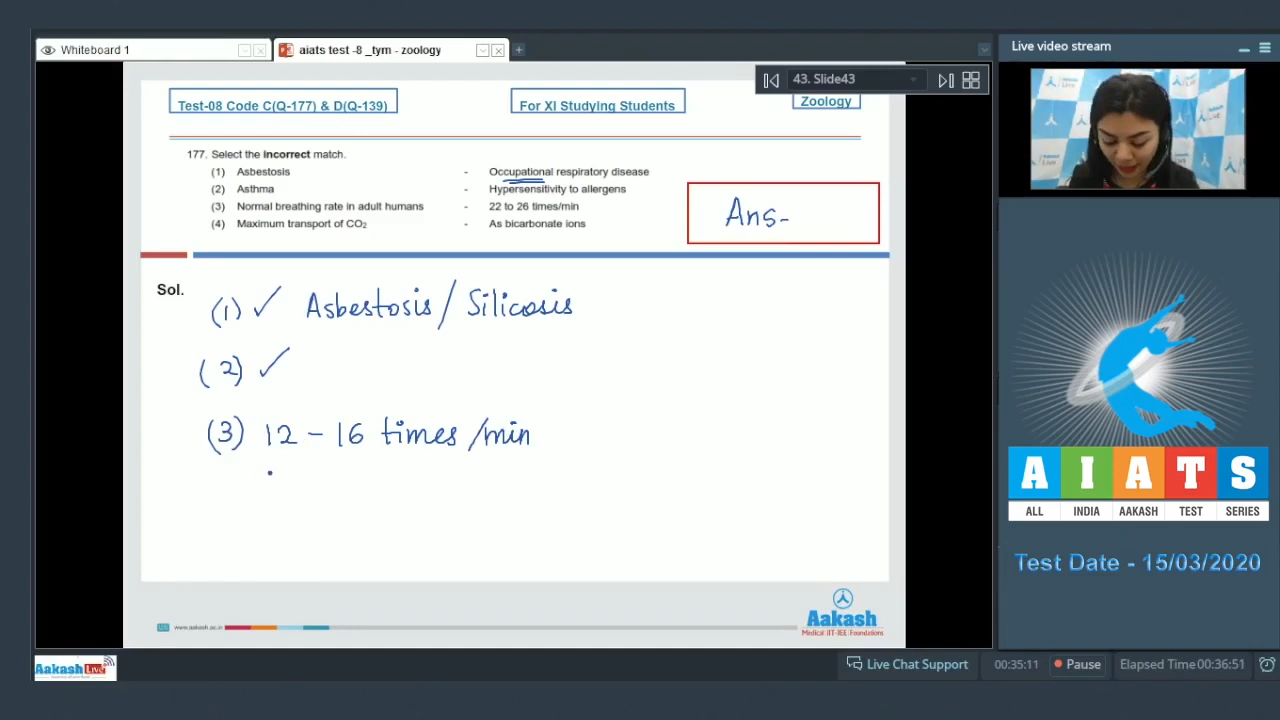 Whiteboard 1
aiats test -8 _tym - zoology
Live video stream
43. Slide43
Test-08 Code C(Q-177) & D(Q-139)
For XI Studying Students
Zoology
177. Select the incorrect match.
(1) Asbestosis - Occupational respiratory disease
(2) Asthma - Hypersensitivity to allergens
(3) Normal breathing rate in adult humans - 22 to 26 times/min
(4) Maximum transport of CO2 - As bicarbonate ions
Ans-
Sol.
(1) ✓ Asbestosis / Silicosis
(2) ✓
(3) 12 - 16 times /min
A I A T S
ALL INDIA AAKASH TEST SERIES
Test Date - 15/03/2020
www.aakash.ac.in
Aakash
Medical | IIT-JEE | Foundations
Aakash Live
Live Chat Support
00:35:11
Pause
Elapsed Time 00:36:51